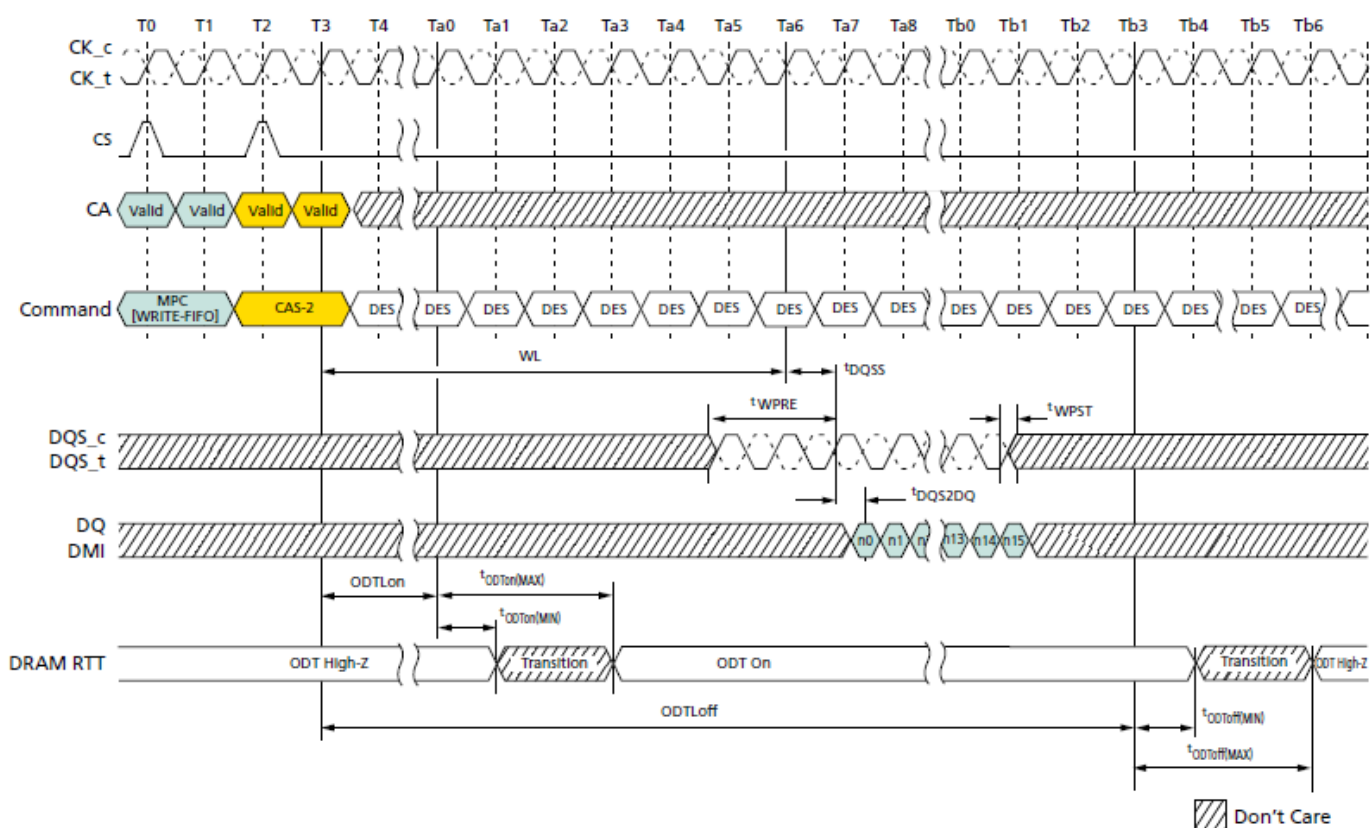 T0 T1 T2 T3 T4 Ta0 Ta1 Ta2 Ta3 Ta4 Ta5 Ta6 Ta7 Ta8 Tb0 Tb1 Tb2 Tb3 Tb4 Tb5 Tb6
CK_c
CK_t
CS
CA Valid Valid Valid Valid
Command MPC [WRITE-FIFO] CAS-2 DES DES DES DES DES DES DES DES DES DES DES DES DES DES DES DES DES
WL tDQSS
tWPRE tWPST
DQS_c
DQS_t
tDQS2DQ
DQ
DMI
n0 n1 n n13 n14 n15
ODTLon tODTon(MAX)
tODTon(MIN)
DRAM RTT ODT High-Z Transition ODT On Transition ODT High-Z
ODTLoff tODToff(MIN)
tODToff(MAX)
Don't Care